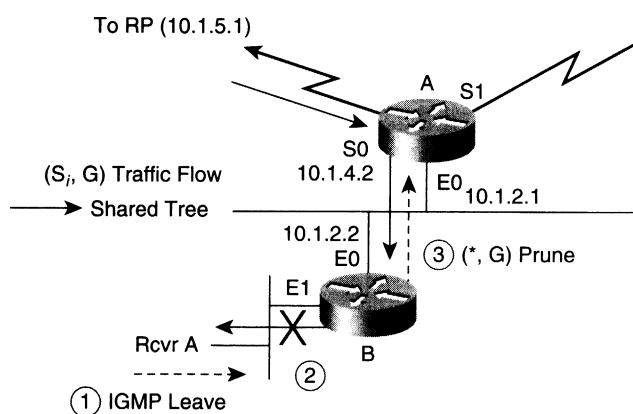 To RP (10.1.5.1)
A
S1
S0
10.1.4.2
E0
10.1.2.1
(Si, G) Traffic Flow
Shared Tree
10.1.2.2
E0
3 (*, G) Prune
E1
Rcvr A
B
2
1 IGMP Leave